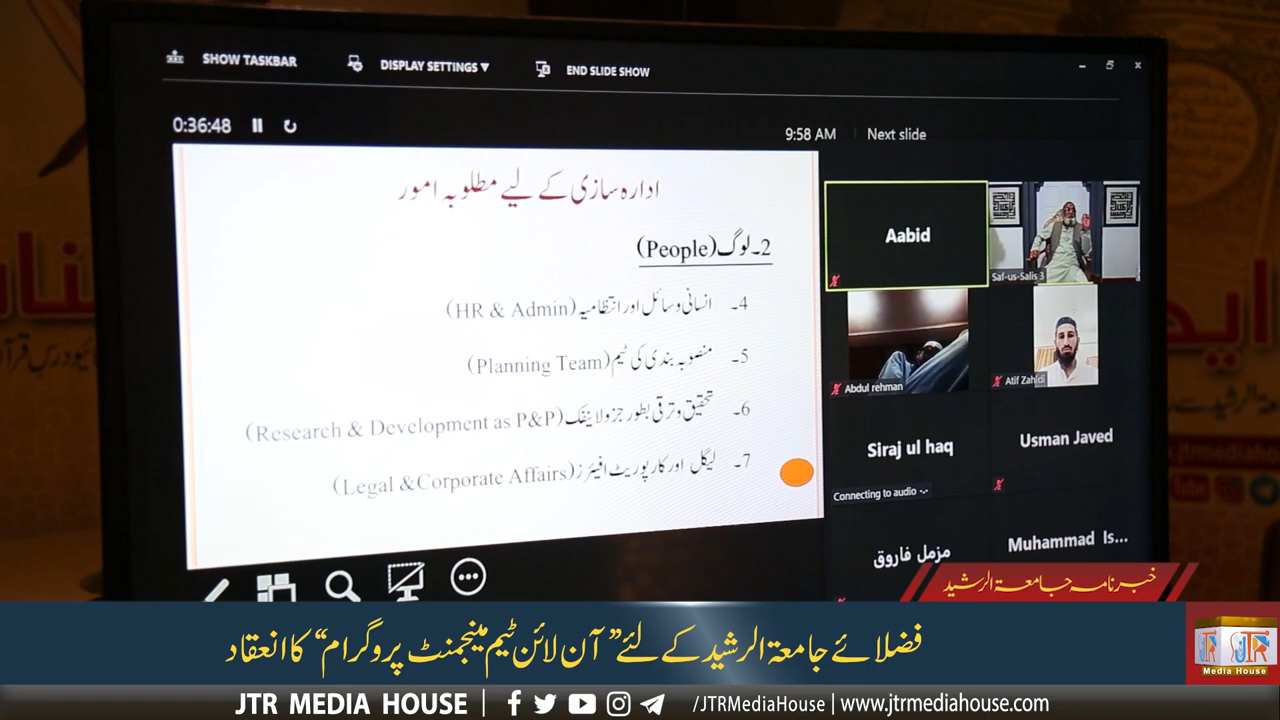 SHOW TASKBAR
DISPLAY SETTINGS ▼
END SLIDE SHOW
0:36:48
9:58 AM
Next slide
ادارہ سازی کے لیے مطلوبہ امور
2۔لوگ(People)
4۔ انسانی وسائل اور انتظامیہ(HR & Admin)
5۔ منصوبہ بندی کی ٹیم(Planning Team)
6۔ تحقیق و ترقی بطور جزو لاینفک(Research & Development as P&P)
7۔ لیگل اور کارپوریٹ افیئرز(Legal &Corporate Affairs)
Aabid
Saf-us-Salis 3
Abdul rehman
Atif Zahidi
Siraj ul haq
Connecting to audio
Usman Javed
مزمل فاروق
Muhammad Is...
خبرنامہ جامعۃ الرشید
فضلائے جامعۃ الرشید کے لئے ”آن لائن ٹیم مینجمنٹ پروگرام“ کا انعقاد
JTR
Media House
JTR MEDIA HOUSE | /JTRMediaHouse | www.jtrmediahouse.com